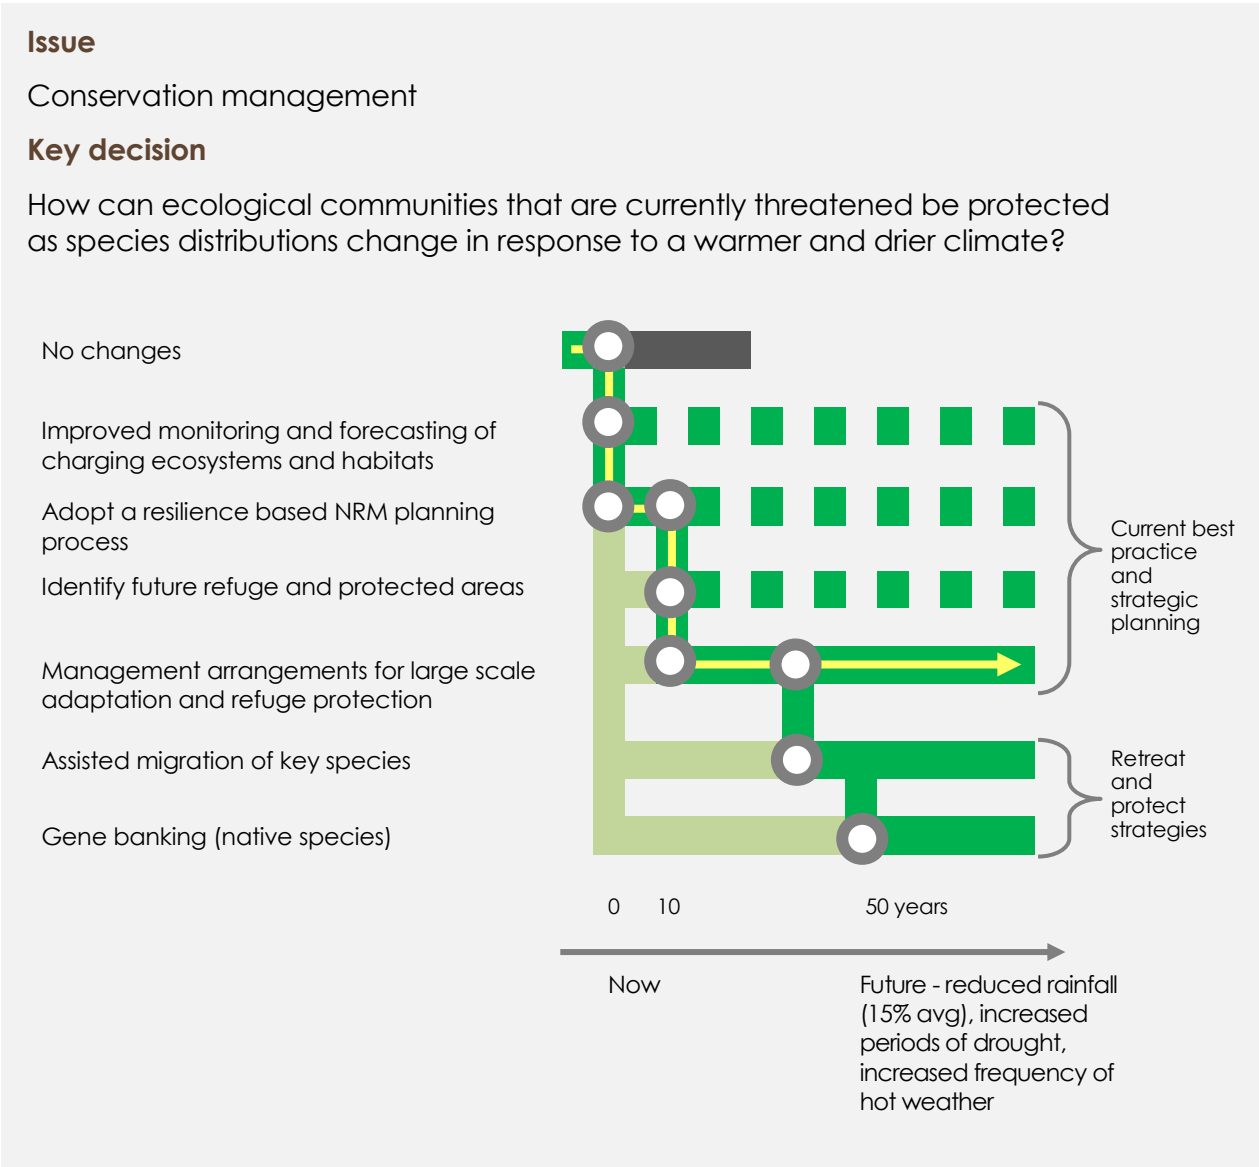 Issue
Conservation management
Key decision
How can ecological communities that are currently threatened be protected
as species distributions change in response to a warmer and drier climate?
No changes
Improved monitoring and forecasting of
charging ecosystems and habitats
Adopt a resilience based NRM planning
process
Identify future refuge and protected areas
Management arrangements for large scale
adaptation and refuge protection
Assisted migration of key species
Gene banking (native species)
Current best
practice
and
strategic
planning
Retreat
and
protect
strategies
0 10 50 years
Now
Future - reduced rainfall
(15% avg), increased
periods of drought,
increased frequency of
hot weather